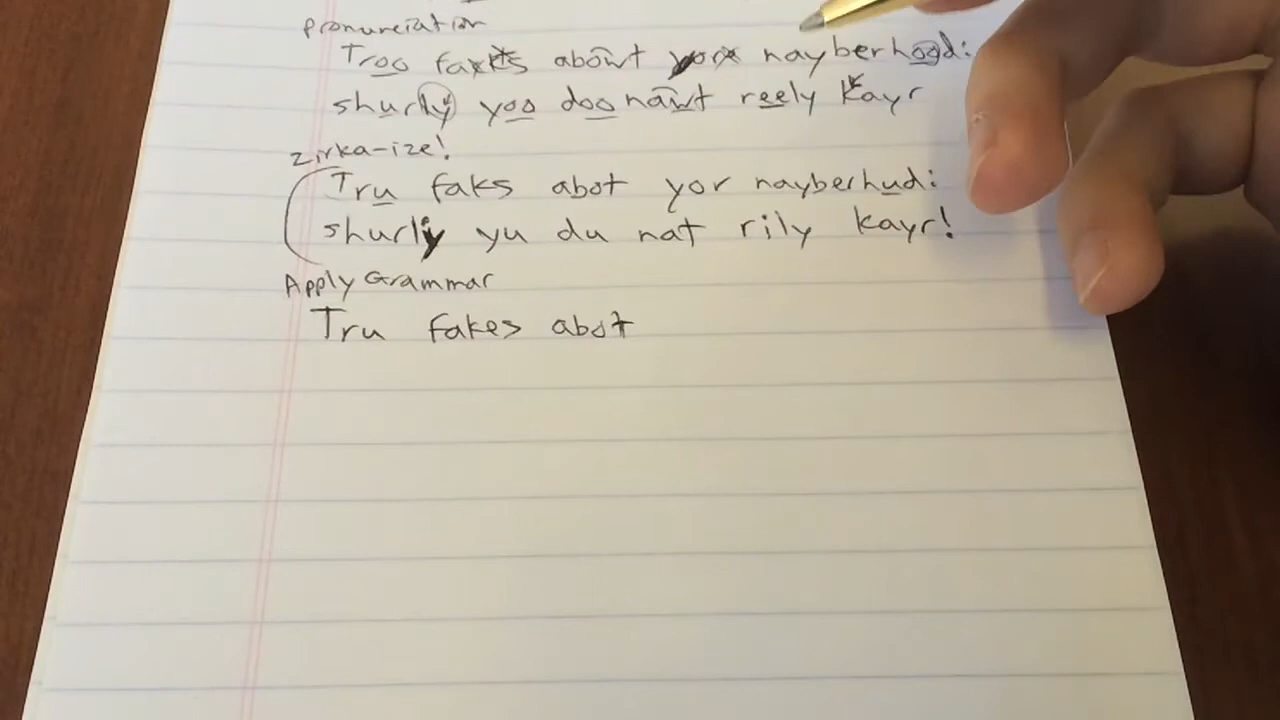 pronunciation
Troo fakts about yor nayberhood:
shurly yoo doo nawt reely kayr
Zirka-ize!
Tru faks abot yor nayberhud:
shurly yu du nat rily kayr!
Apply Grammar
Tru fakes abot